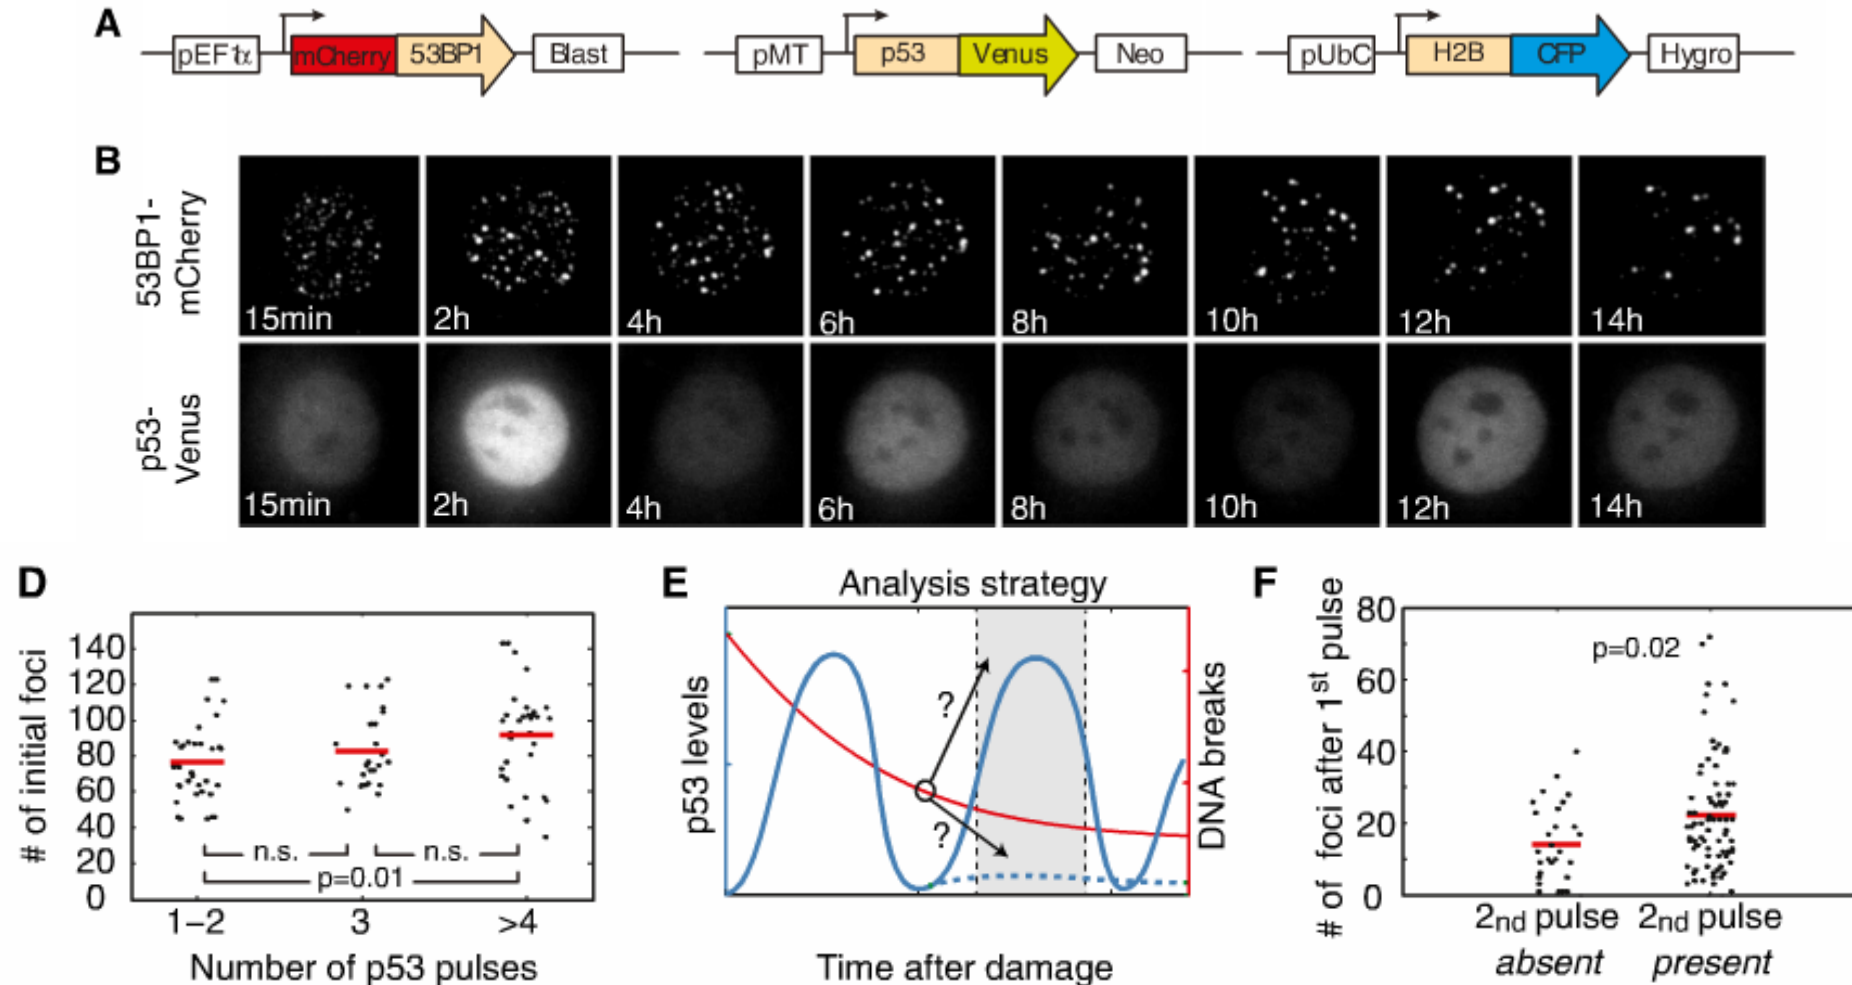 A
pEF1α mCherry 53BP1 Blast
pMT p53 Venus Neo
pUbC H2B CFP Hygro
B
53BP1-
mCherry
15min 2h 4h 6h 8h 10h 12h 14h
p53-
Venus
15min 2h 4h 6h 8h 10h 12h 14h
D
# of initial foci
140
120
100
80
60
40
20
0
n.s. n.s.
p=0.01
1–2 3 >4
Number of p53 pulses
E
Analysis strategy
p53 levels
?
?
DNA breaks
Time after damage
F
# of foci after 1st pulse
80
60
40
20
0
p=0.02
2nd pulse 2nd pulse
absent present